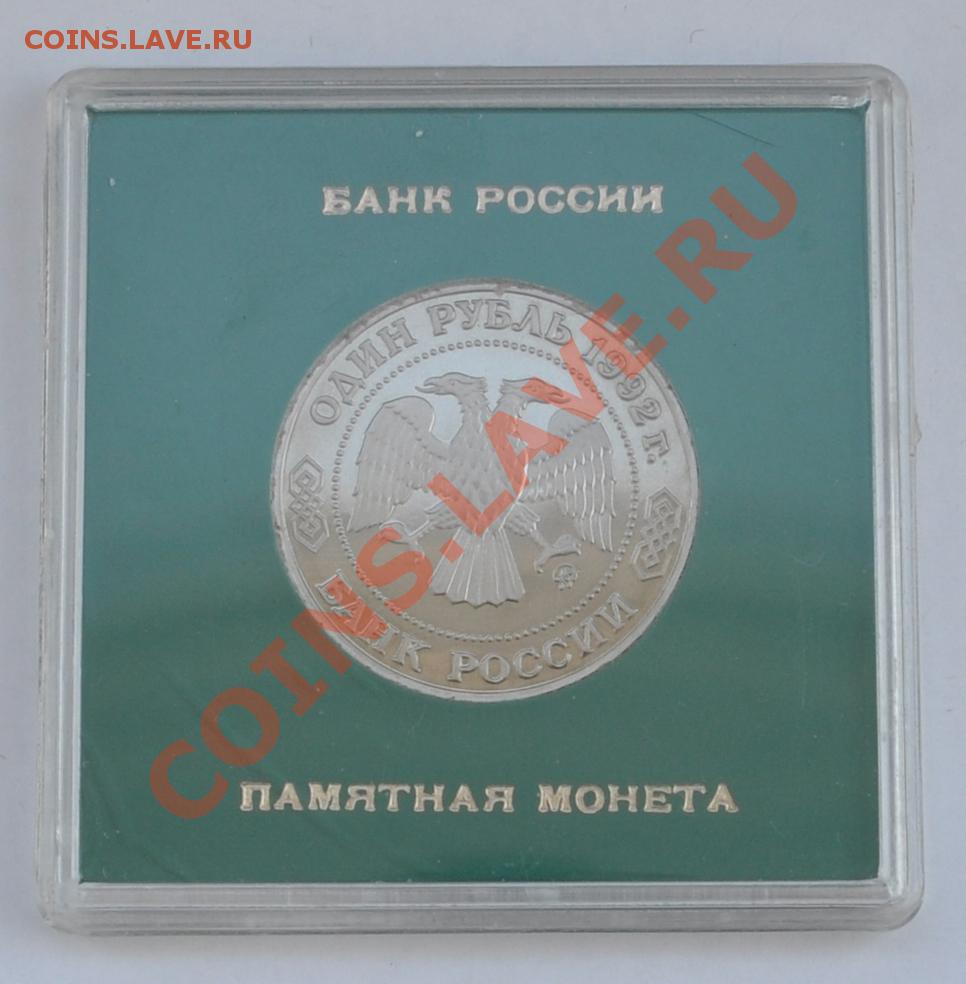 COINS.LAVE.RU
БАНК РОССИИ
ОДИН РУБЛЬ 1992 г.
БАНК РОССИИ
ПАМЯТНАЯ МОНЕТА
COINS.LAVE.RU